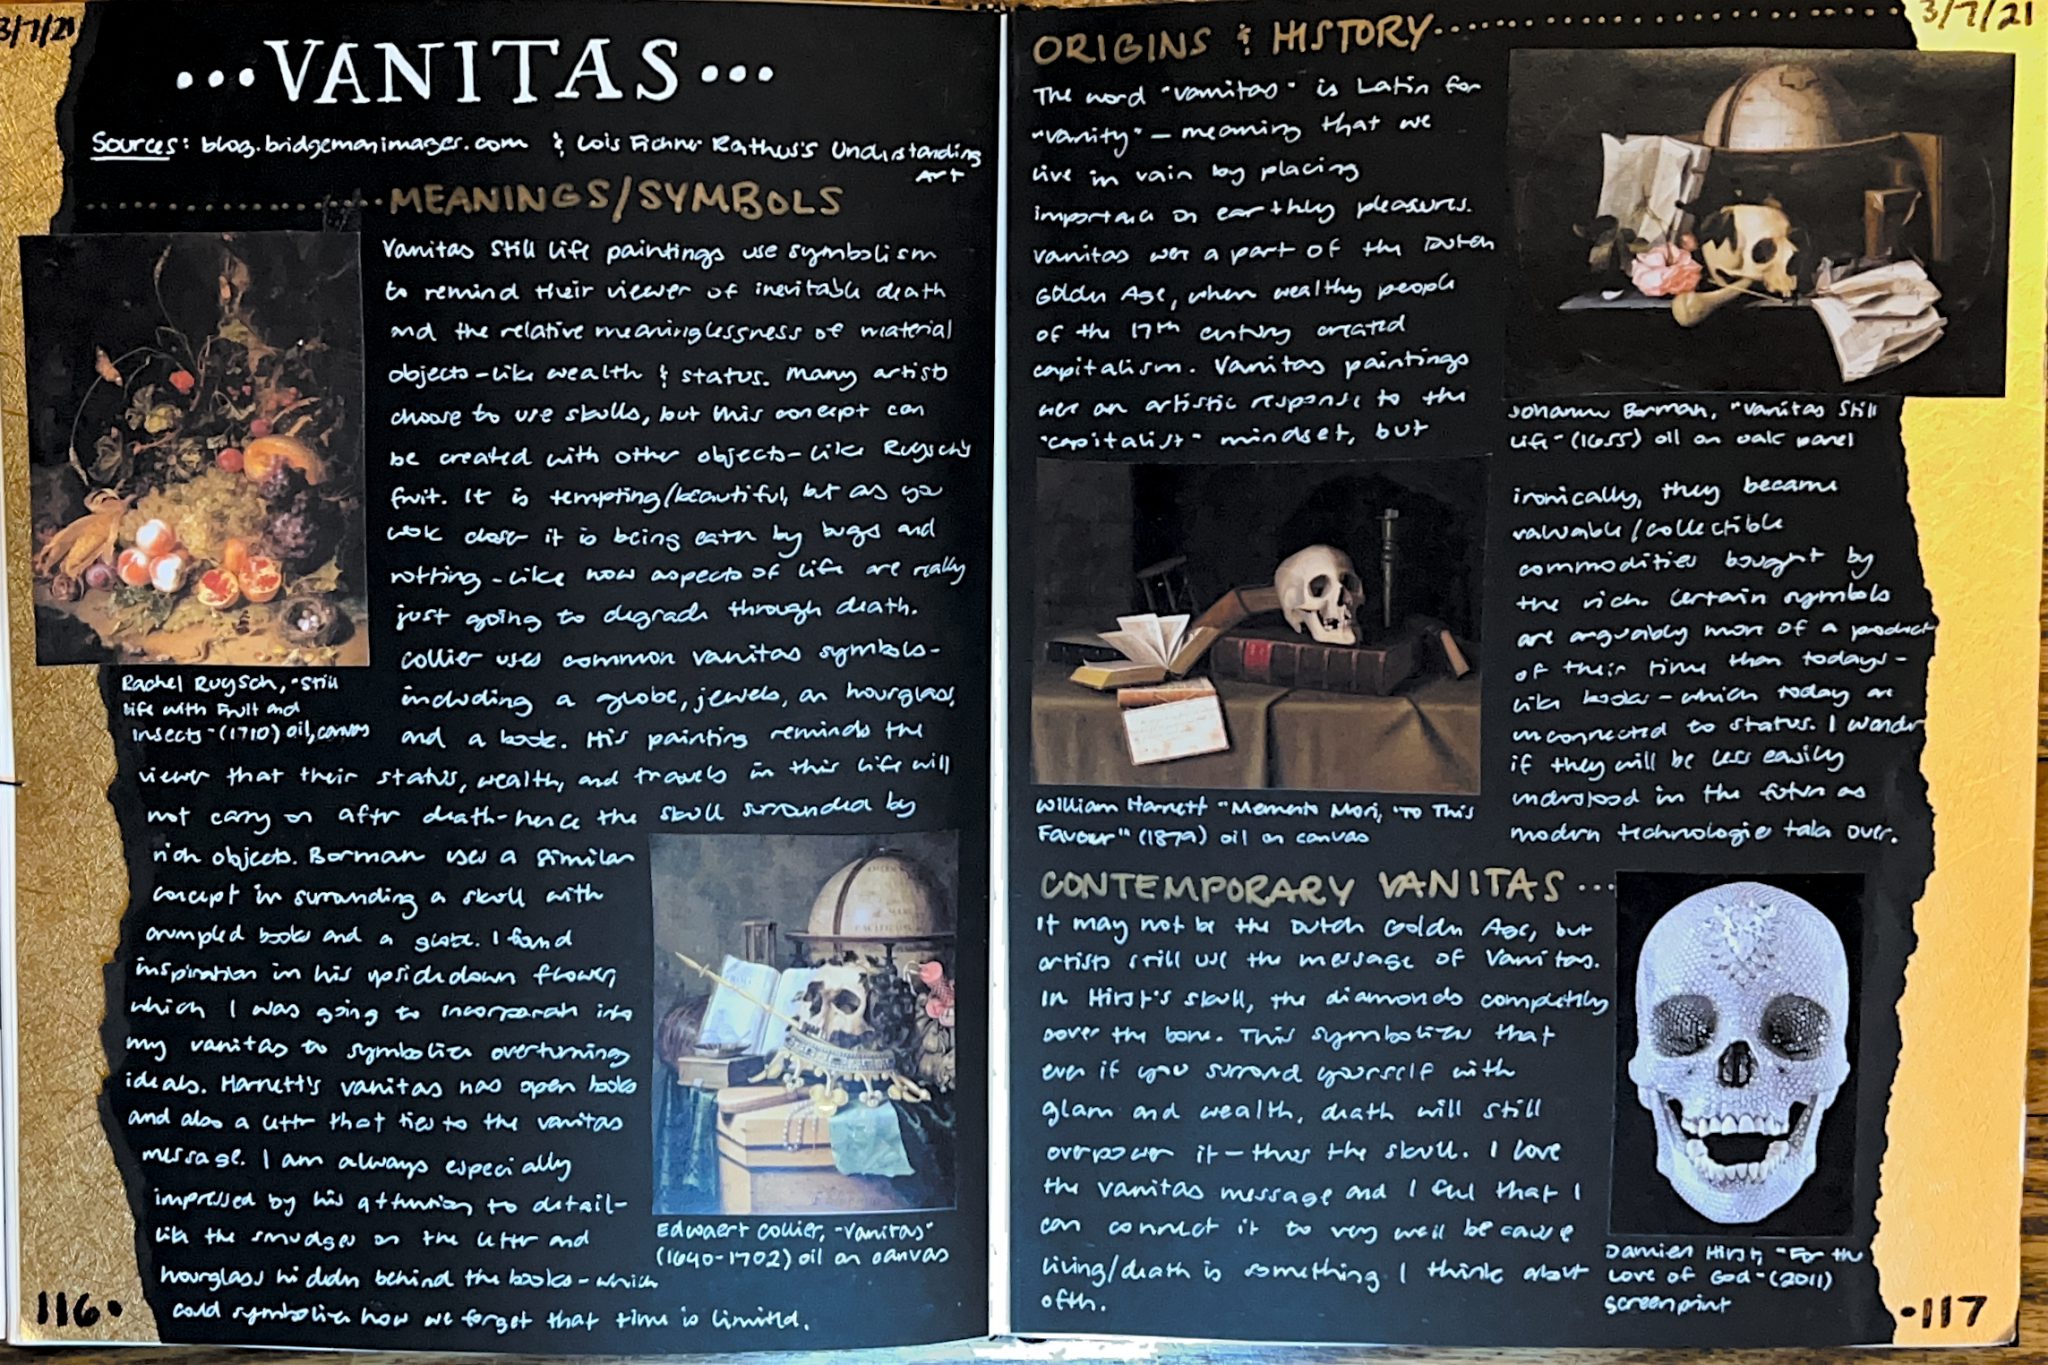 3/7/21
...VANITAS...
Sources: blog.bridgemanimages.com & Lois Fichner Rathus's Understanding
Art
MEANINGS/SYMBOLS
Vanitas still life paintings use symbolism
to remind their viewer of inevitable death
and the relative meaninglessness of material
objects-like wealth & status. Many artists
choose to use skulls, but this concept can
be created with other objects-like Ruysch's
fruit. It is tempting/beautiful, but as you
look closer it is being eaten by bugs and
rotting-like how aspects of life are really
just going to degrade through death.
Collier uses common vanitas symbols-
including a globe, jewels, an hourglass,
and a book. His painting reminds the
viewer that their status, wealth, and travels in this life will
not carry on after death-hence the skull surrounded by
rich objects. Borman uses a similar
concept in surrounding a skull with
crumpled books and a globe. I found
inspiration in his upsidedown flower,
which I was going to incorporate into
my vanitas to symbolize overturning
ideals. Harnett's vanitas has open books
and also a letter that ties to the vanitas
message. I am always especially
impressed by his attention to detail-
like the smudges on the letter and
hourglass hidden behind the books-which
could symbolize how we forget that time is limited.
Rachel Ruysch, "Still
life with Fruit and
Insects" (1710) oil, canvas
Edwaert Collier, "Vanitas"
(1640-1702) oil on canvas
116.
3/7/21
ORIGINS & HISTORY
The word "vanitas" is Latin for
"vanity" - meaning that we
live in vain by placing
importance on earthly pleasures.
Vanitas were a part of the Dutch
Golden Age, when wealthy people
of the 17th century created
capitalism. Vanitas paintings
were an artistic response to the
"capitalist" mindset, but
Johannes Borman, "Vanitas Still
Life" (1655) oil on oak panel
ironically, they became
valuable/collectible
commodities bought by
the rich. Certain symbols
are arguably more of a product
of their time than todays-
like books-which today are
unconnected to status. I wonder
if they will be less easily
understood in the future as
modern technologie take over.
William Harnett "Memento Mori, 'To This
Favour'" (1879) oil on canvas
CONTEMPORARY VANITAS ...
It may not be the Dutch Golden Age, but
artists still use the message of Vanitas.
In Hirst's skull, the diamonds completely
cover the bone. This symbolizes that
even if you surround yourself with
glam and wealth, death will still
overpower it - thus the skull. I love
the vanitas message and I feel that I
can connect it to very well because
living/death is something I think about
often.
Damien Hirst, "For the
Love of God" (2011)
screenprint
.117